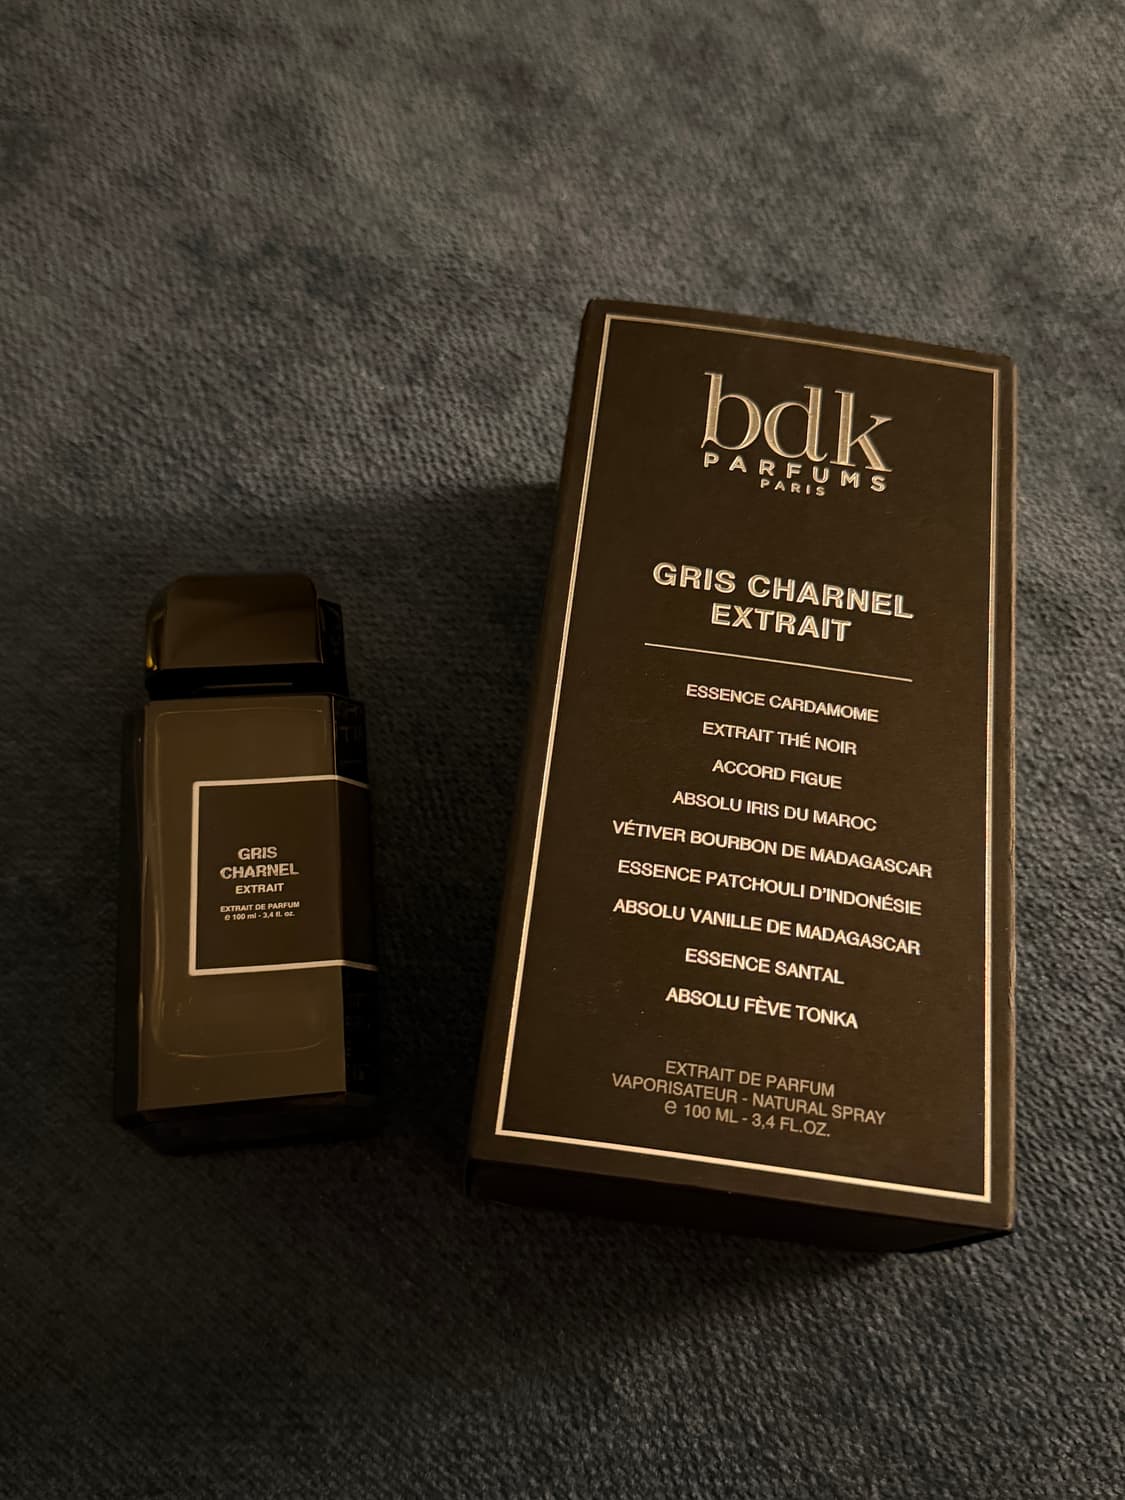 GRIS
CHARNEL
EXTRAIT
EXTRAIT DE PARFUM
e 100 ml - 3,4 fl. oz.
bdk
PARFUMS
PARIS
GRIS CHARNEL
EXTRAIT
ESSENCE CARDAMOME
EXTRAIT THÉ NOIR
ACCORD FIGUE
ABSOLU IRIS DU MAROC
VÉTIVER BOURBON DE MADAGASCAR
ESSENCE PATCHOULI D'INDONÉSIE
ABSOLU VANILLE DE MADAGASCAR
ESSENCE SANTAL
ABSOLU FÈVE TONKA
EXTRAIT DE PARFUM
VAPORISATEUR - NATURAL SPRAY
e 100 ML - 3,4 FL.OZ.